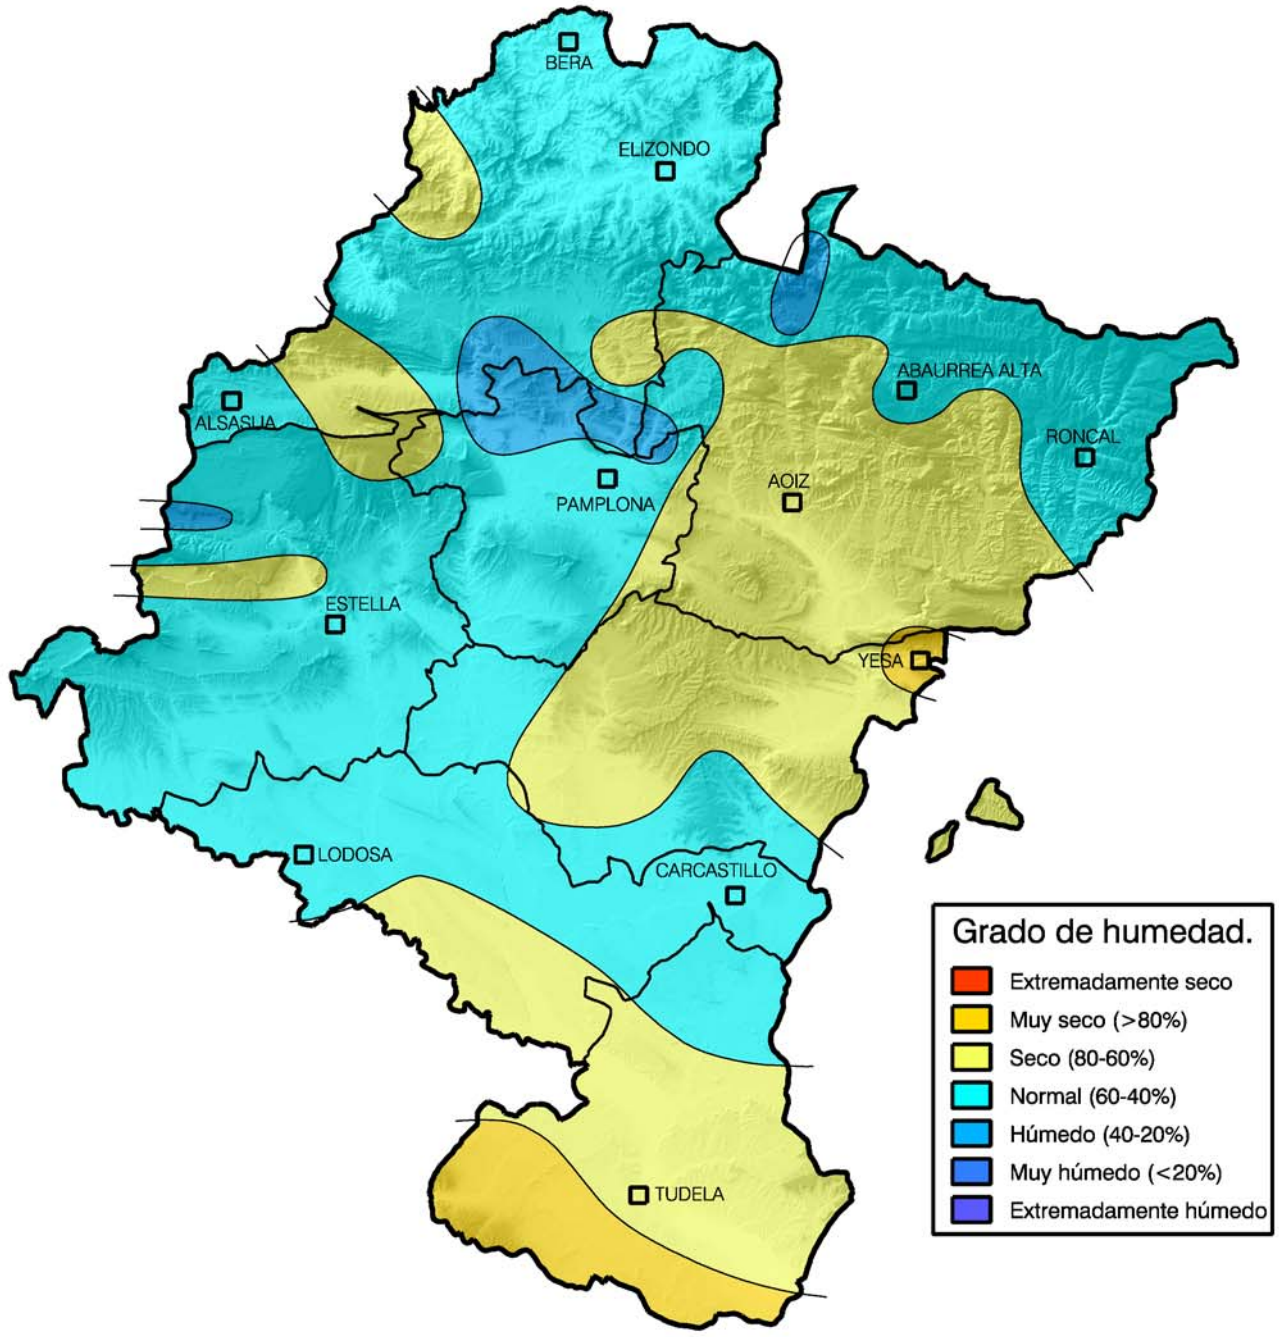 BERA
ELIZONDO
ABAURREA ALTA
ALSASUA
RONCAL
AOIZ
PAMPLONA
ESTELLA
YESA
LODOSA
CARCASTILLO
TUDELA
Grado de humedad.
Extremadamente seco
Muy seco (>80%)
Seco (80-60%)
Normal (60-40%)
Húmedo (40-20%)
Muy húmedo (<20%)
Extremadamente húmedo